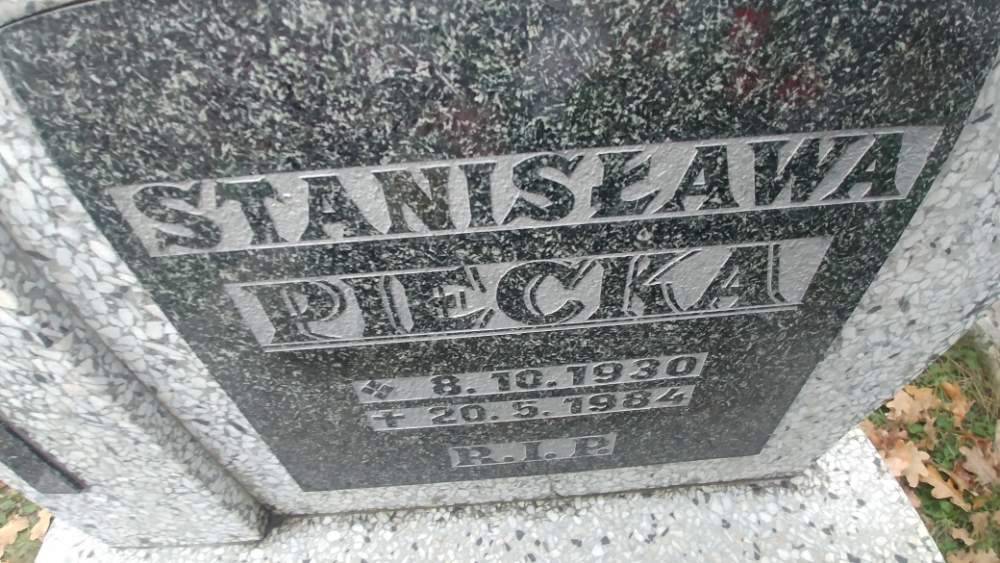 STANISŁAWA
PIECKA
8.10.1930
✝ 20.5.1984
R.I.P.